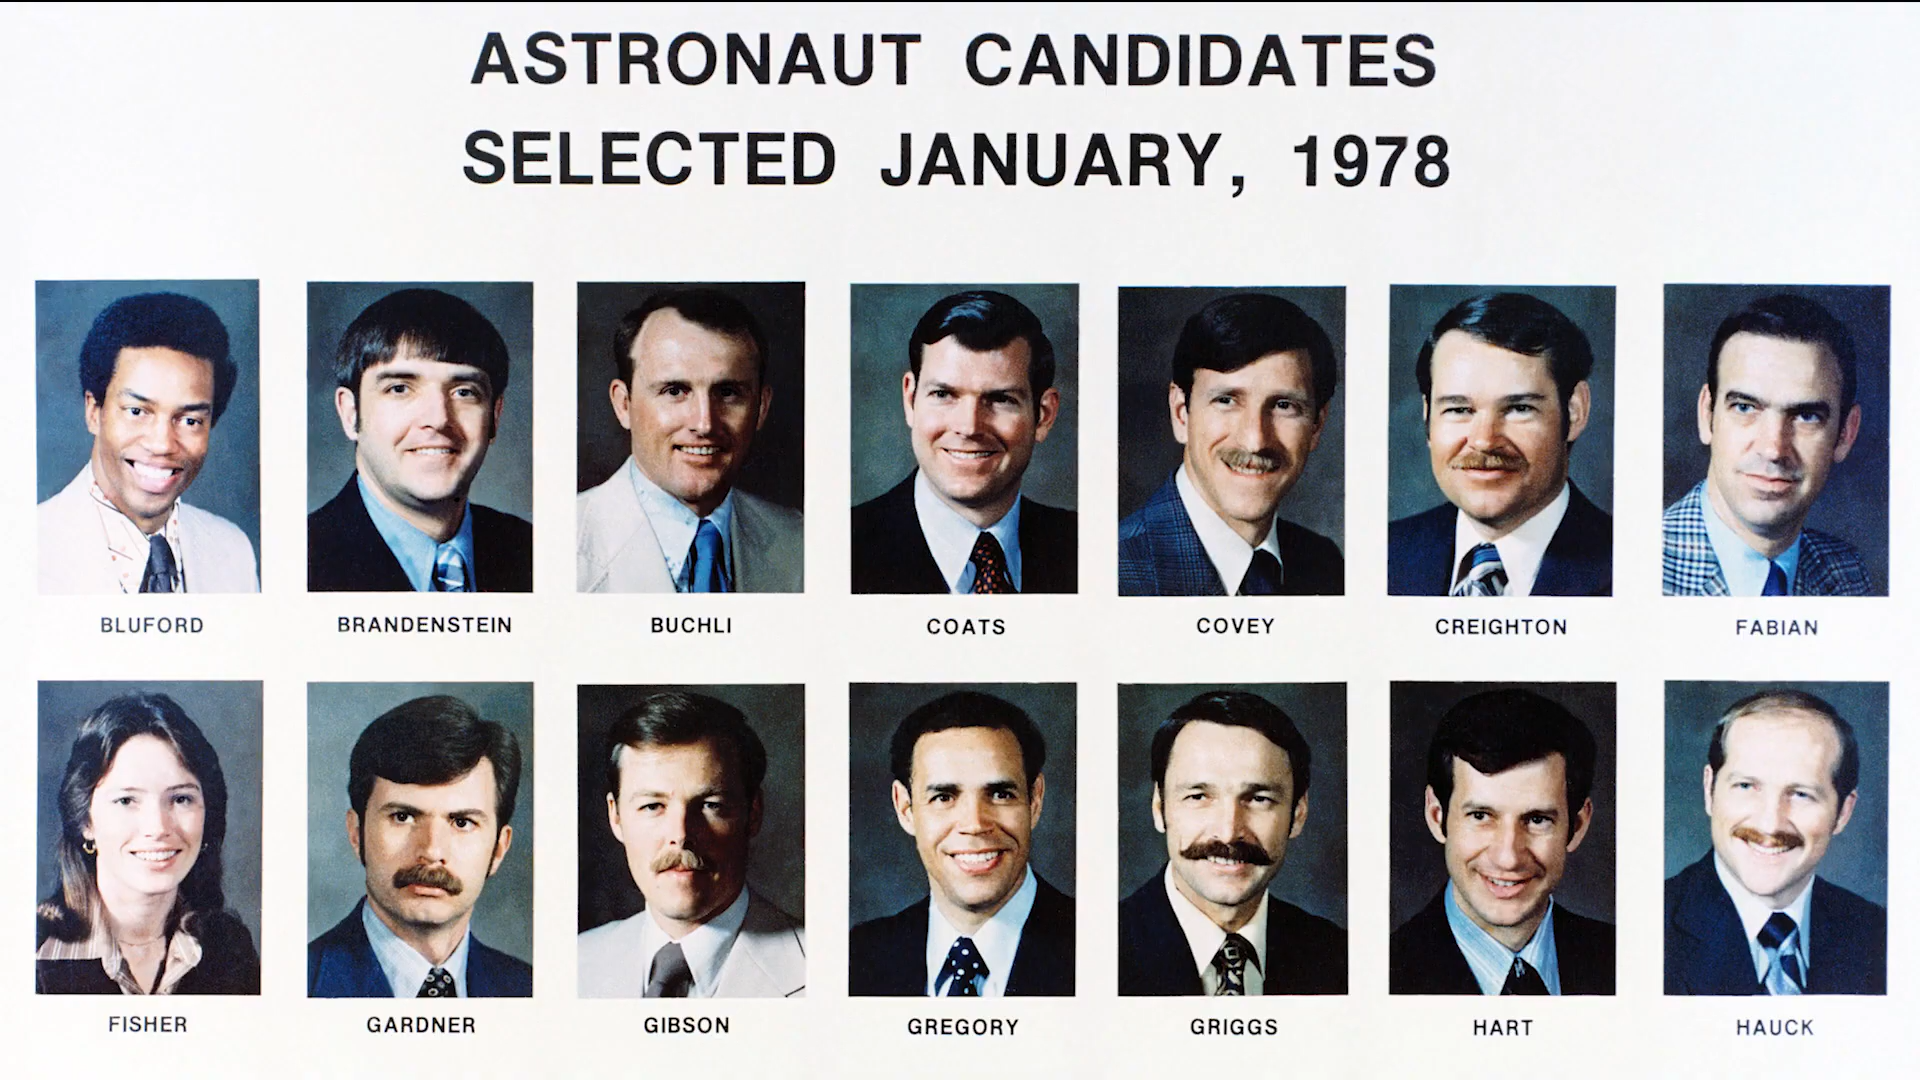 ASTRONAUT CANDIDATES
SELECTED JANUARY, 1978
BLUFORD BRANDENSTEIN BUCHLI COATS COVEY CREIGHTON FABIAN
FISHER GARDNER GIBSON GREGORY GRIGGS HART HAUCK